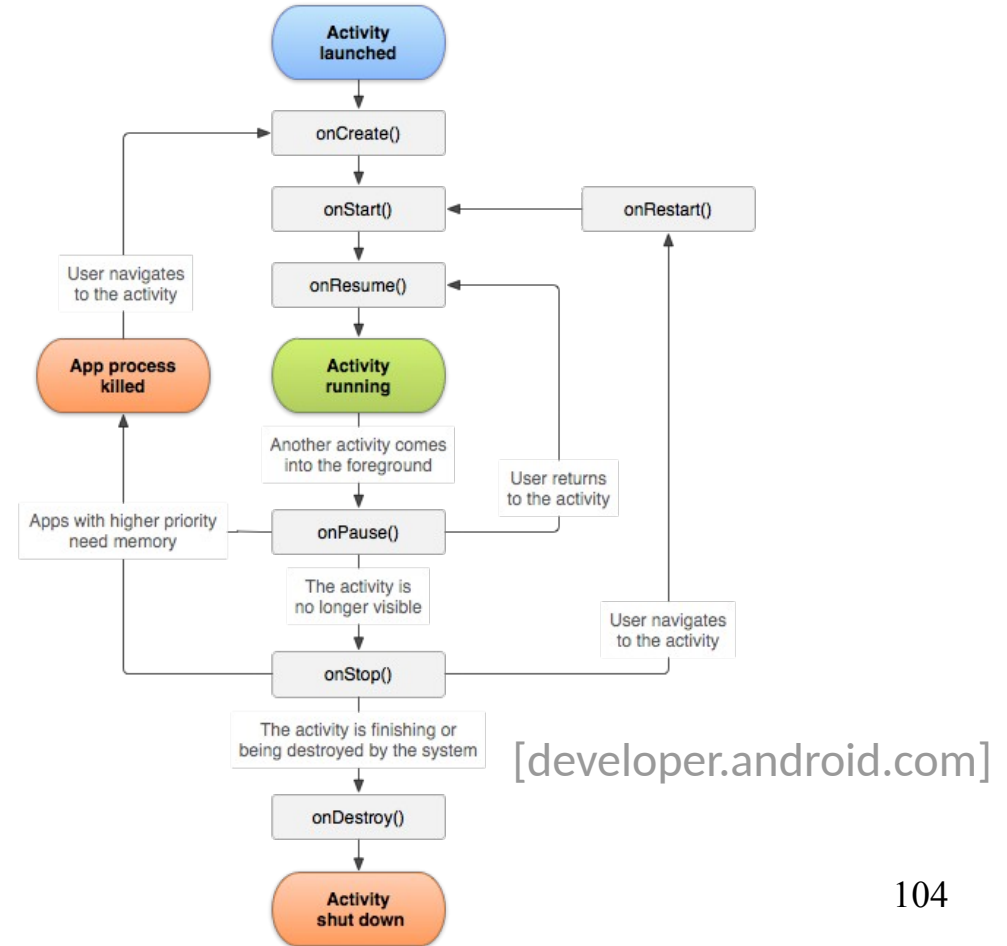 Activity
launched
onCreate()
onStart()
onRestart()
User navigates
to the activity
onResume()
App process
killed
Activity
running
Another activity comes
into the foreground
User returns
to the activity
Apps with higher priority
need memory
onPause()
The activity is
no longer visible
User navigates
to the activity
onStop()
The activity is finishing or
being destroyed by the system
[developer.android.com]
onDestroy()
Activity
shut down
104